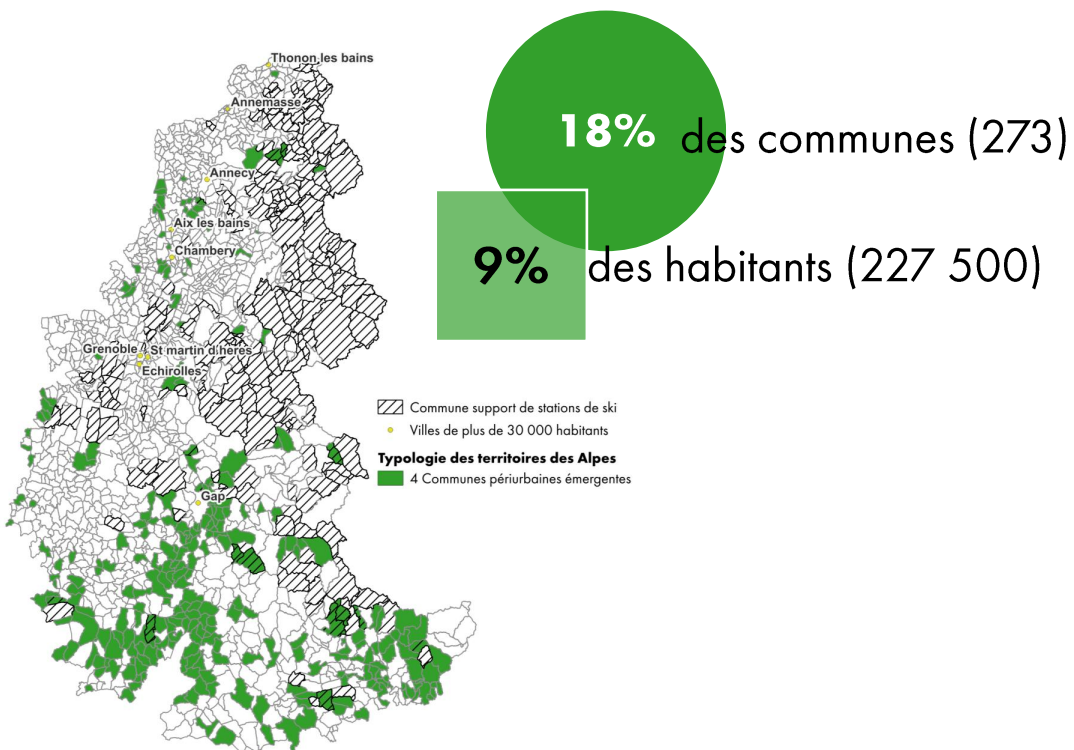 Thonon les bains
Annemasse
Annecy
Aix les bains
Chambery
Grenoble
St martin d'heres
Echirolles
Gap
18% des communes (273)
9% des habitants (227 500)
Commune support de stations de ski
Villes de plus de 30 000 habitants
Typologie des territoires des Alpes
4 Communes périurbaines émergentes